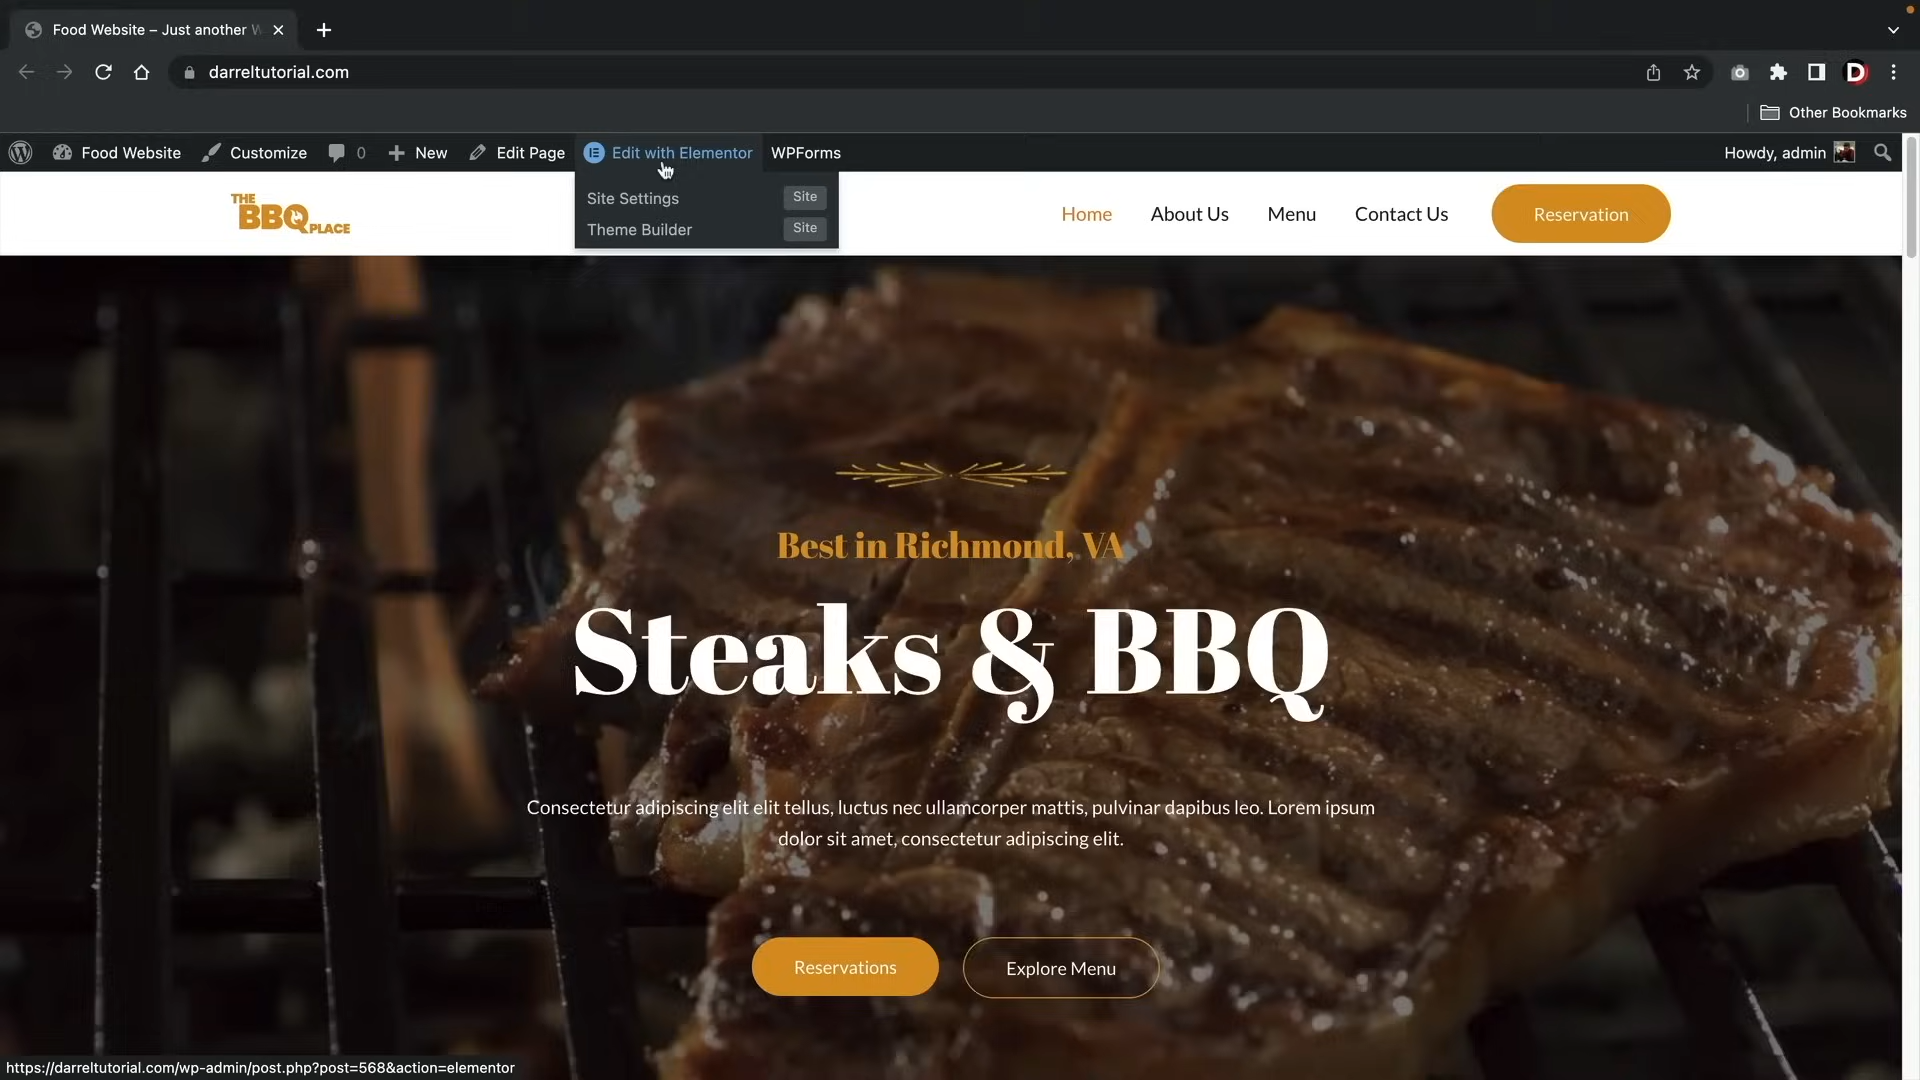 Food Website – Just another W
darreltutorial.com
Other Bookmarks
Food Website
Customize
0
New
Edit Page
Edit with Elementor
WPForms
Howdy, admin
Site Settings
Site
Theme Builder
Site
THE
BBQ PLACE
Home
About Us
Menu
Contact Us
Reservation
Best in Richmond, VA
Steaks & BBQ
Consectetur adipiscing elit elit tellus, luctus nec ullamcorper mattis, pulvinar dapibus leo. Lorem ipsum
dolor sit amet, consectetur adipiscing elit.
Reservations
Explore Menu
https://darreltutorial.com/wp-admin/post.php?post=568&action=elementor